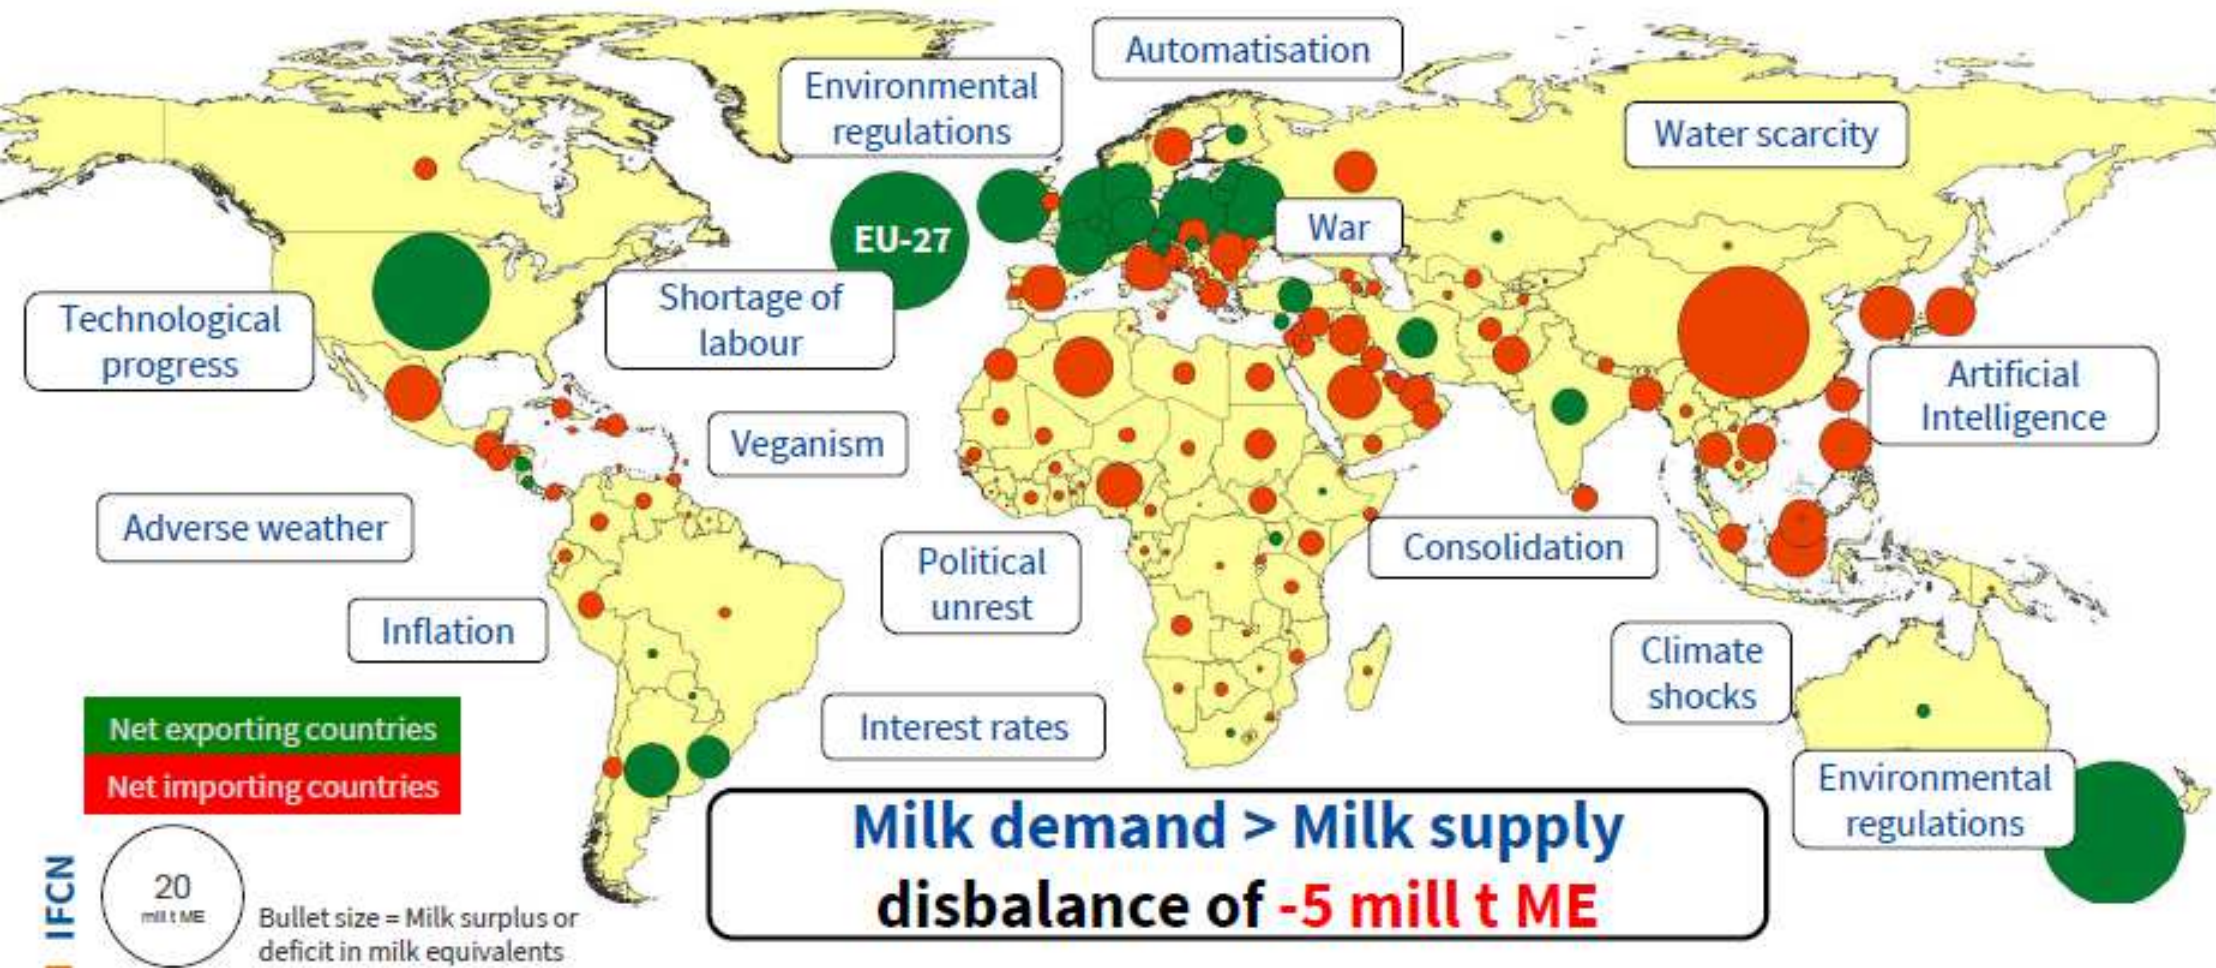 Automatisation
Environmental
regulations
Water scarcity
EU-27
War
Technological
progress
Shortage of
labour
Artificial
Intelligence
Veganism
Adverse weather
Political
unrest
Consolidation
Inflation
Climate
shocks
Interest rates
Net exporting countries
Net importing countries
Environmental
regulations
Milk demand > Milk supply
disbalance of -5 mill t ME
20
mill t ME
Bullet size = Milk surplus or
deficit in milk equivalents
IFCN